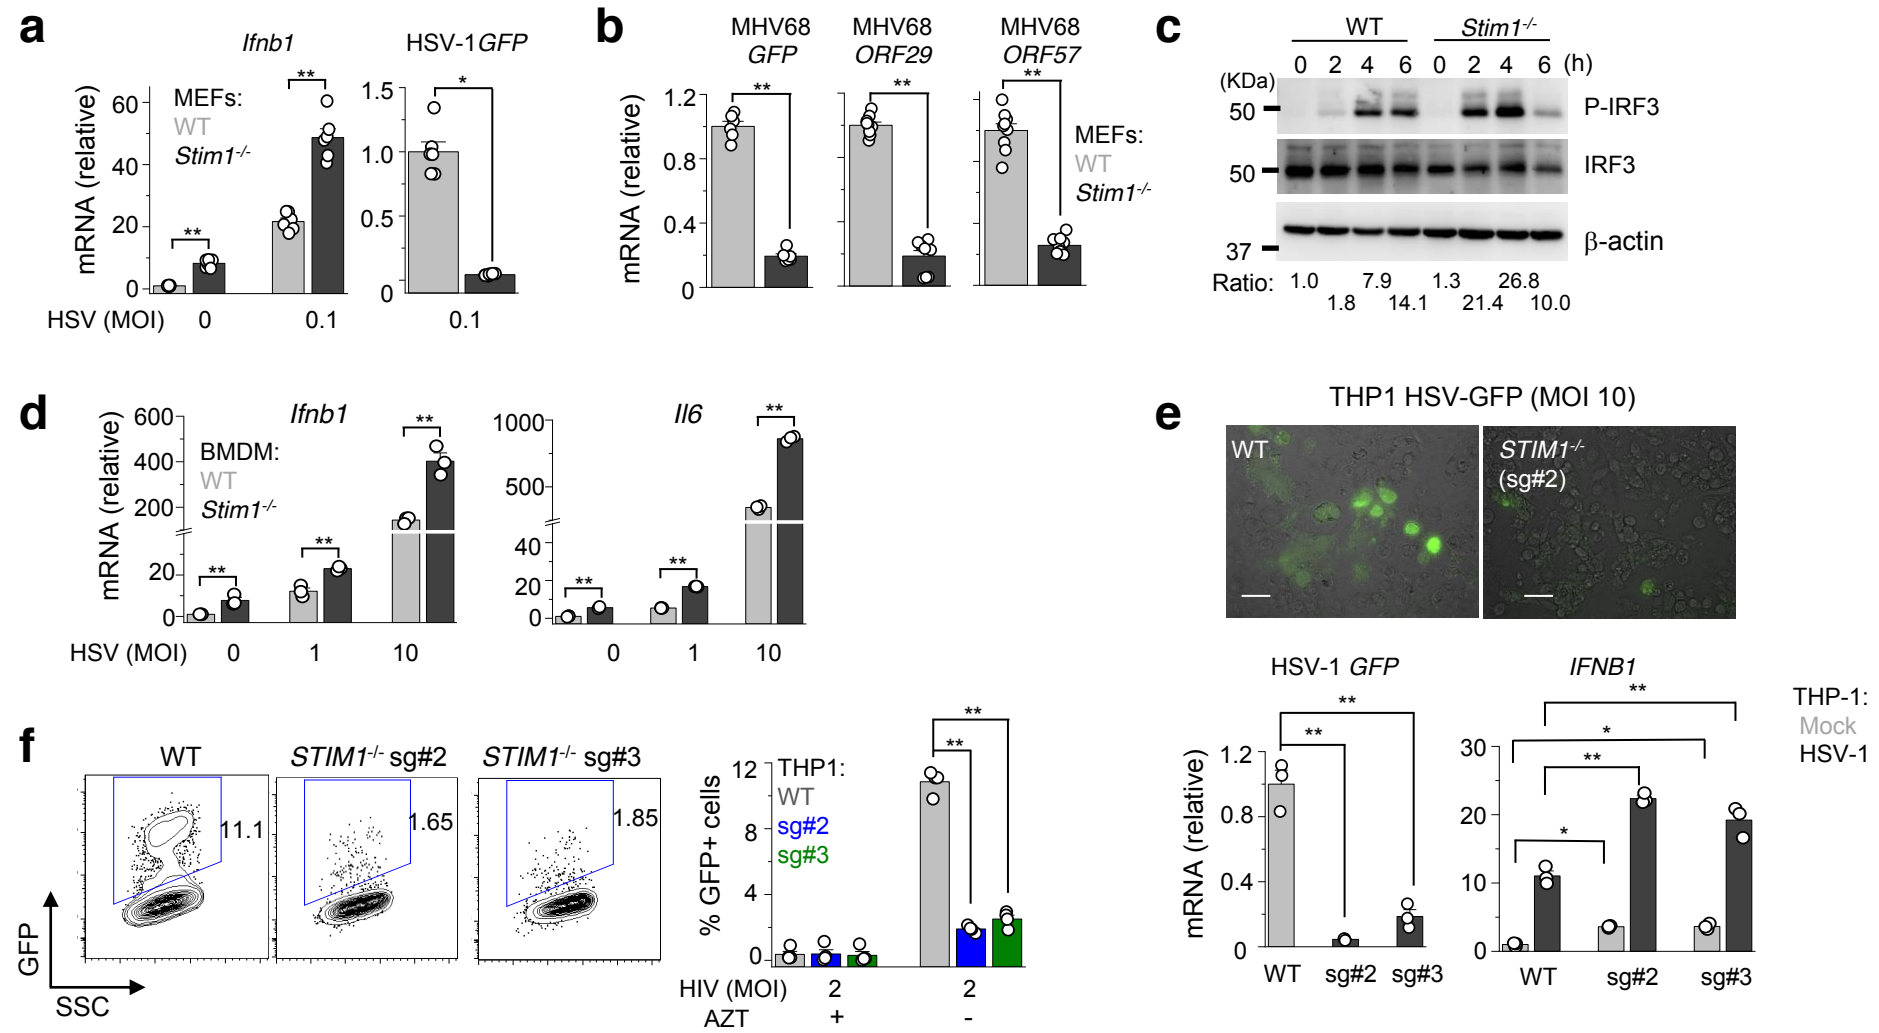 a
Ifnb1
HSV-1GFP
mRNA (relative)
60
40
20
0
MEFs:
WT
Stim1-/-
**
**
1.5
1.0
0.5
0
*
HSV (MOI)
0
0.1
0.1
b
MHV68
GFP
MHV68
ORF29
MHV68
ORF57
mRNA (relative)
1.2
0.8
0.4
0
**
**
**
MEFs:
WT
Stim1-/-
c
WT
Stim1-/-
0 2 4 6 0 2 4 6 (h)
(KDa)
50
P-IRF3
50
IRF3
37
β-actin
Ratio: 1.0 7.9 1.3 26.8
1.8 14.1 21.4 10.0
d
Ifnb1
mRNA (relative)
600
400
200
20
0
BMDM:
WT
Stim1-/-
**
**
**
HSV (MOI)
0
1
10
Il6
1000
500
40
20
0
**
**
**
0
1
10
e
THP1 HSV-GFP (MOI 10)
WT
STIM1-/-
(sg#2)
HSV-1 GFP
mRNA (relative)
1.2
0.8
0.4
0
**
**
WT
sg#2
sg#3
IFNB1
30
20
10
0
**
*
**
*
WT
sg#2
sg#3
THP-1:
Mock
HSV-1
f
WT
STIM1-/- sg#2
STIM1-/- sg#3
11.1
1.65
1.85
GFP
SSC
% GFP+ cells
12
8
4
0
THP1:
WT
sg#2
sg#3
**
**
HIV (MOI) 2 2
AZT + -